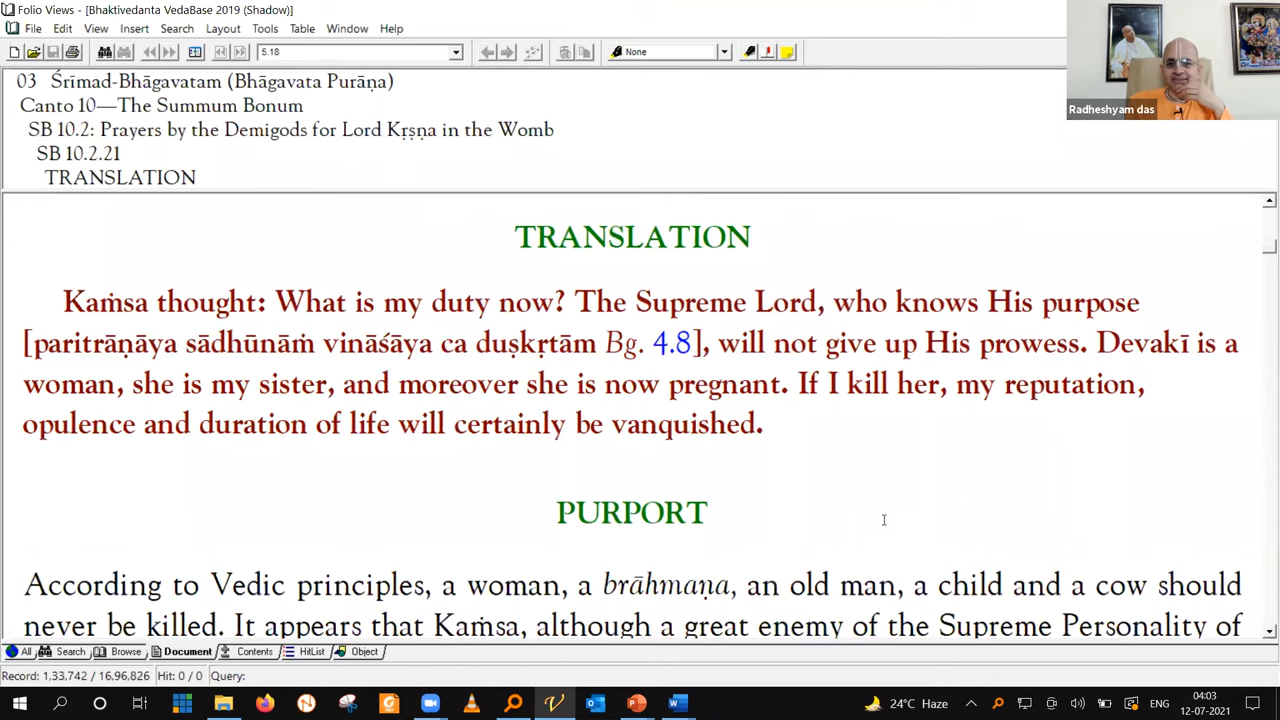 Folio Views - [Bhaktivedanta VedaBase 2019 (Shadow)]
File Edit View Insert Search Layout Tools Table Window Help
5.18 None
03 Śrīmad-Bhāgavatam (Bhāgavata Purāṇa)
Canto 10—The Summum Bonum
SB 10.2: Prayers by the Demigods for Lord Kṛṣṇa in the Womb
SB 10.2.21
TRANSLATION
Radheshyam das
TRANSLATION
Kaṁsa thought: What is my duty now? The Supreme Lord, who knows His purpose
[paritrāṇāya sādhūnāṁ vināśāya ca duṣkṛtām Bg. 4.8], will not give up His prowess. Devakī is a
woman, she is my sister, and moreover she is now pregnant. If I kill her, my reputation,
opulence and duration of life will certainly be vanquished.
PURPORT
According to Vedic principles, a woman, a brāhmaṇa, an old man, a child and a cow should
never be killed. It appears that Kaṁsa, although a great enemy of the Supreme Personality of
All Search Browse Document Contents HitList Object
Record: 1,33,742 / 16,96,826 Hit: 0 / 0 Query:
24°C Haze ENG 04:03
12-07-2021